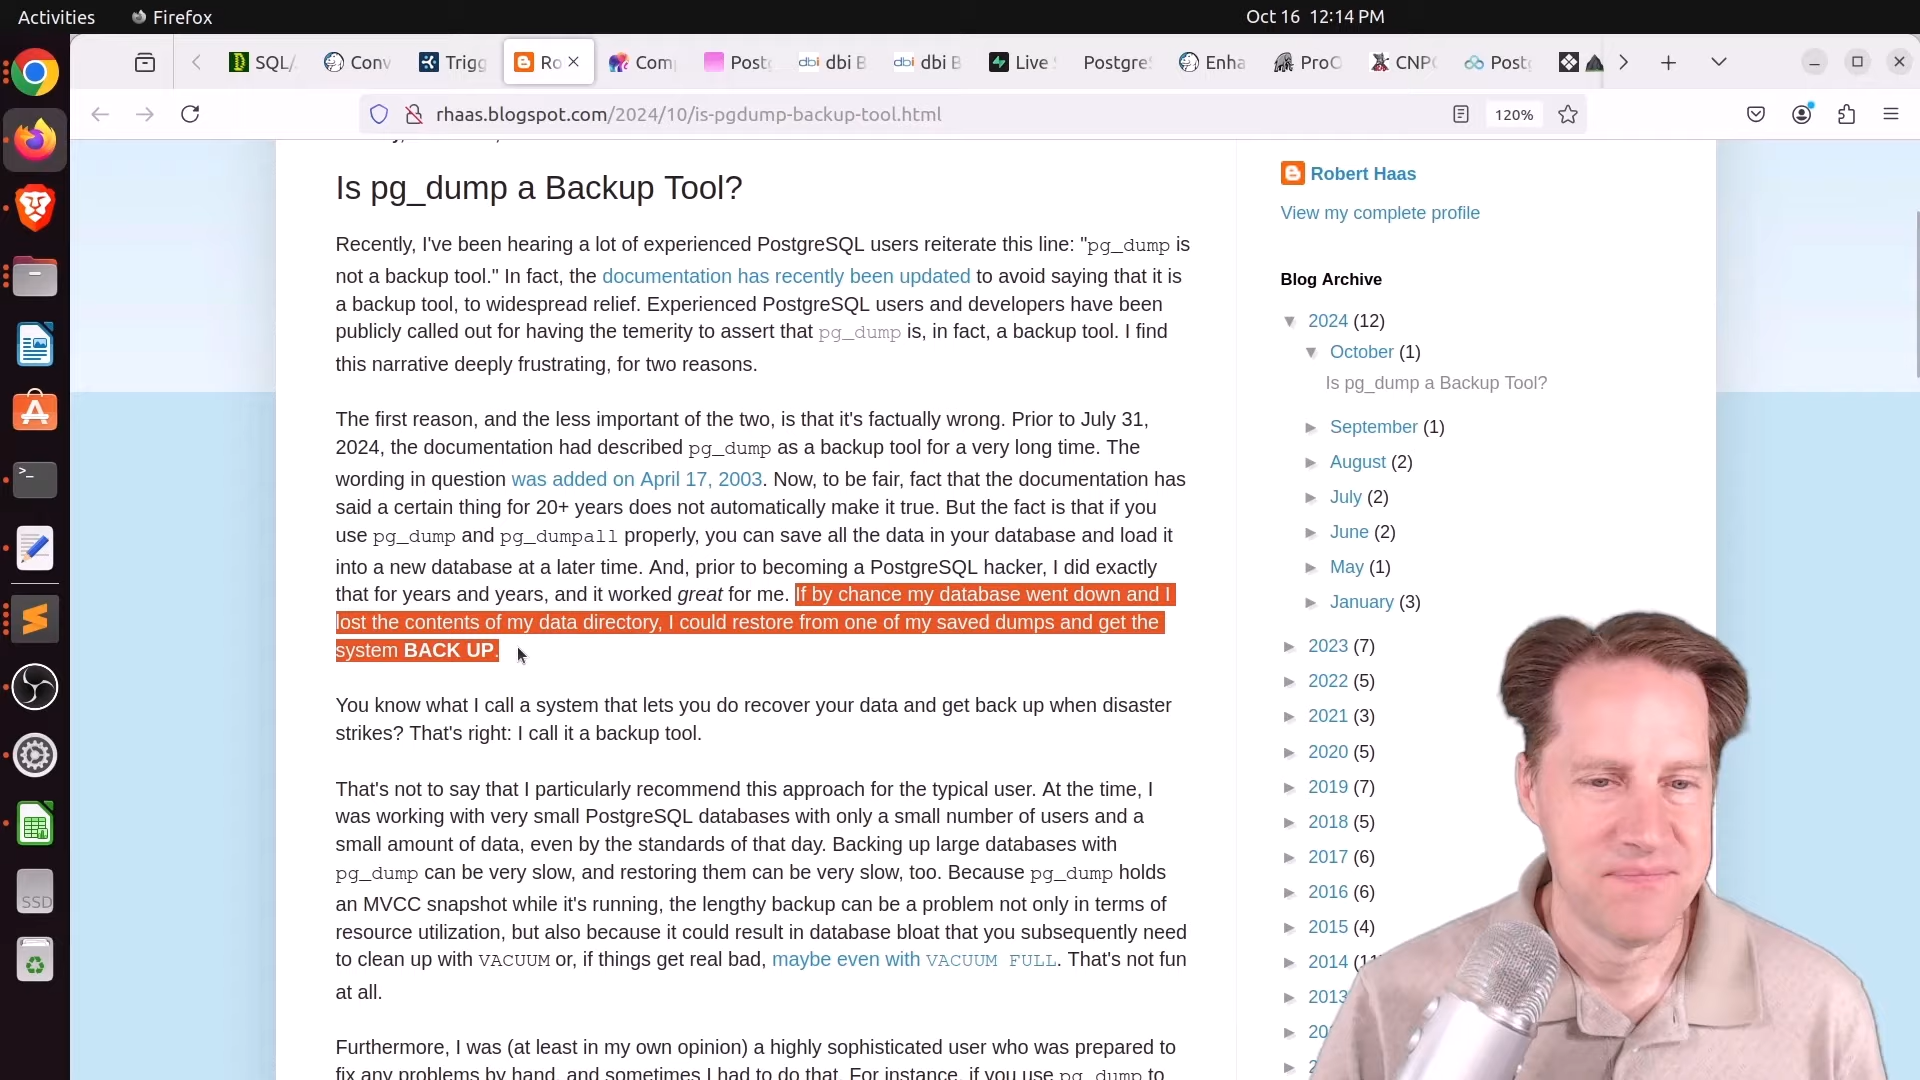 Activities
Firefox
Oct 16 12:14 PM
SQL/
Conv
Trigg
Ro
Com
Postg
dbi dbi B
dbi dbi B
Live
Postgre
Enha
ProC
CNP
Post
rhaas.blogspot.com/2024/10/is-pgdump-backup-tool.html
120%
Is pg_dump a Backup Tool?
Recently, I've been hearing a lot of experienced PostgreSQL users reiterate this line: "pg_dump is
not a backup tool." In fact, the documentation has recently been updated to avoid saying that it is
a backup tool, to widespread relief. Experienced PostgreSQL users and developers have been
publicly called out for having the temerity to assert that pg_dump is, in fact, a backup tool. I find
this narrative deeply frustrating, for two reasons.
The first reason, and the less important of the two, is that it's factually wrong. Prior to July 31,
2024, the documentation had described pg_dump as a backup tool for a very long time. The
wording in question was added on April 17, 2003. Now, to be fair, fact that the documentation has
said a certain thing for 20+ years does not automatically make it true. But the fact is that if you
use pg_dump and pg_dumpall properly, you can save all the data in your database and load it
into a new database at a later time. And, prior to becoming a PostgreSQL hacker, I did exactly
that for years and years, and it worked great for me. If by chance my database went down and I
lost the contents of my data directory, I could restore from one of my saved dumps and get the
system BACK UP.
You know what I call a system that lets you do recover your data and get back up when disaster
strikes? That's right: I call it a backup tool.
That's not to say that I particularly recommend this approach for the typical user. At the time, I
was working with very small PostgreSQL databases with only a small number of users and a
small amount of data, even by the standards of that day. Backing up large databases with
pg_dump can be very slow, and restoring them can be very slow, too. Because pg_dump holds
an MVCC snapshot while it's running, the lengthy backup can be a problem not only in terms of
resource utilization, but also because it could result in database bloat that you subsequently need
to clean up with VACUUM or, if things get real bad, maybe even with VACUUM FULL. That's not fun
at all.
Furthermore, I was (at least in my own opinion) a highly sophisticated user who was prepared to
fix any problems by hand, and sometimes I had to do that. For instance, if you use pg_dump to
Robert Haas
View my complete profile
Blog Archive
▼ 2024 (12)
▼ October (1)
Is pg_dump a Backup Tool?
► September (1)
► August (2)
► July (2)
► June (2)
► May (1)
► January (3)
► 2023 (7)
► 2022 (5)
► 2021 (3)
► 2020 (5)
► 2019 (7)
► 2018 (5)
► 2017 (6)
► 2016 (6)
► 2015 (4)
► 2014
► 2013
SSD